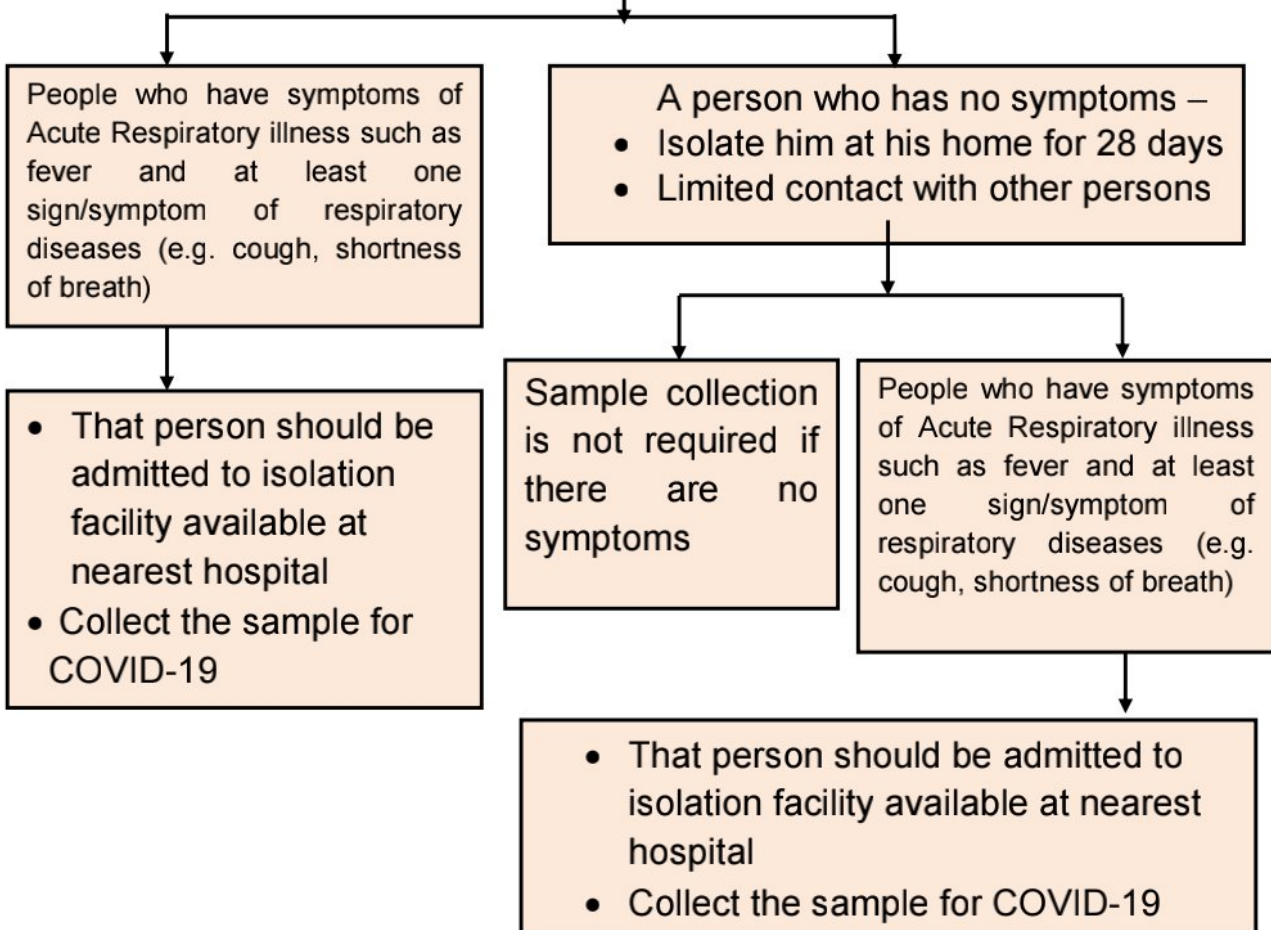 People who have symptoms of
Acute Respiratory illness such as
fever and at least one
sign/symptom of respiratory
diseases (e.g. cough, shortness
of breath)
A person who has no symptoms –
• Isolate him at his home for 28 days
• Limited contact with other persons
• That person should be
admitted to isolation
facility available at
nearest hospital
• Collect the sample for
COVID-19
Sample collection
is not required if
there are no
symptoms
People who have symptoms
of Acute Respiratory illness
such as fever and at least
one sign/symptom of
respiratory diseases (e.g.
cough, shortness of breath)
• That person should be admitted to
isolation facility available at nearest
hospital
• Collect the sample for COVID-19